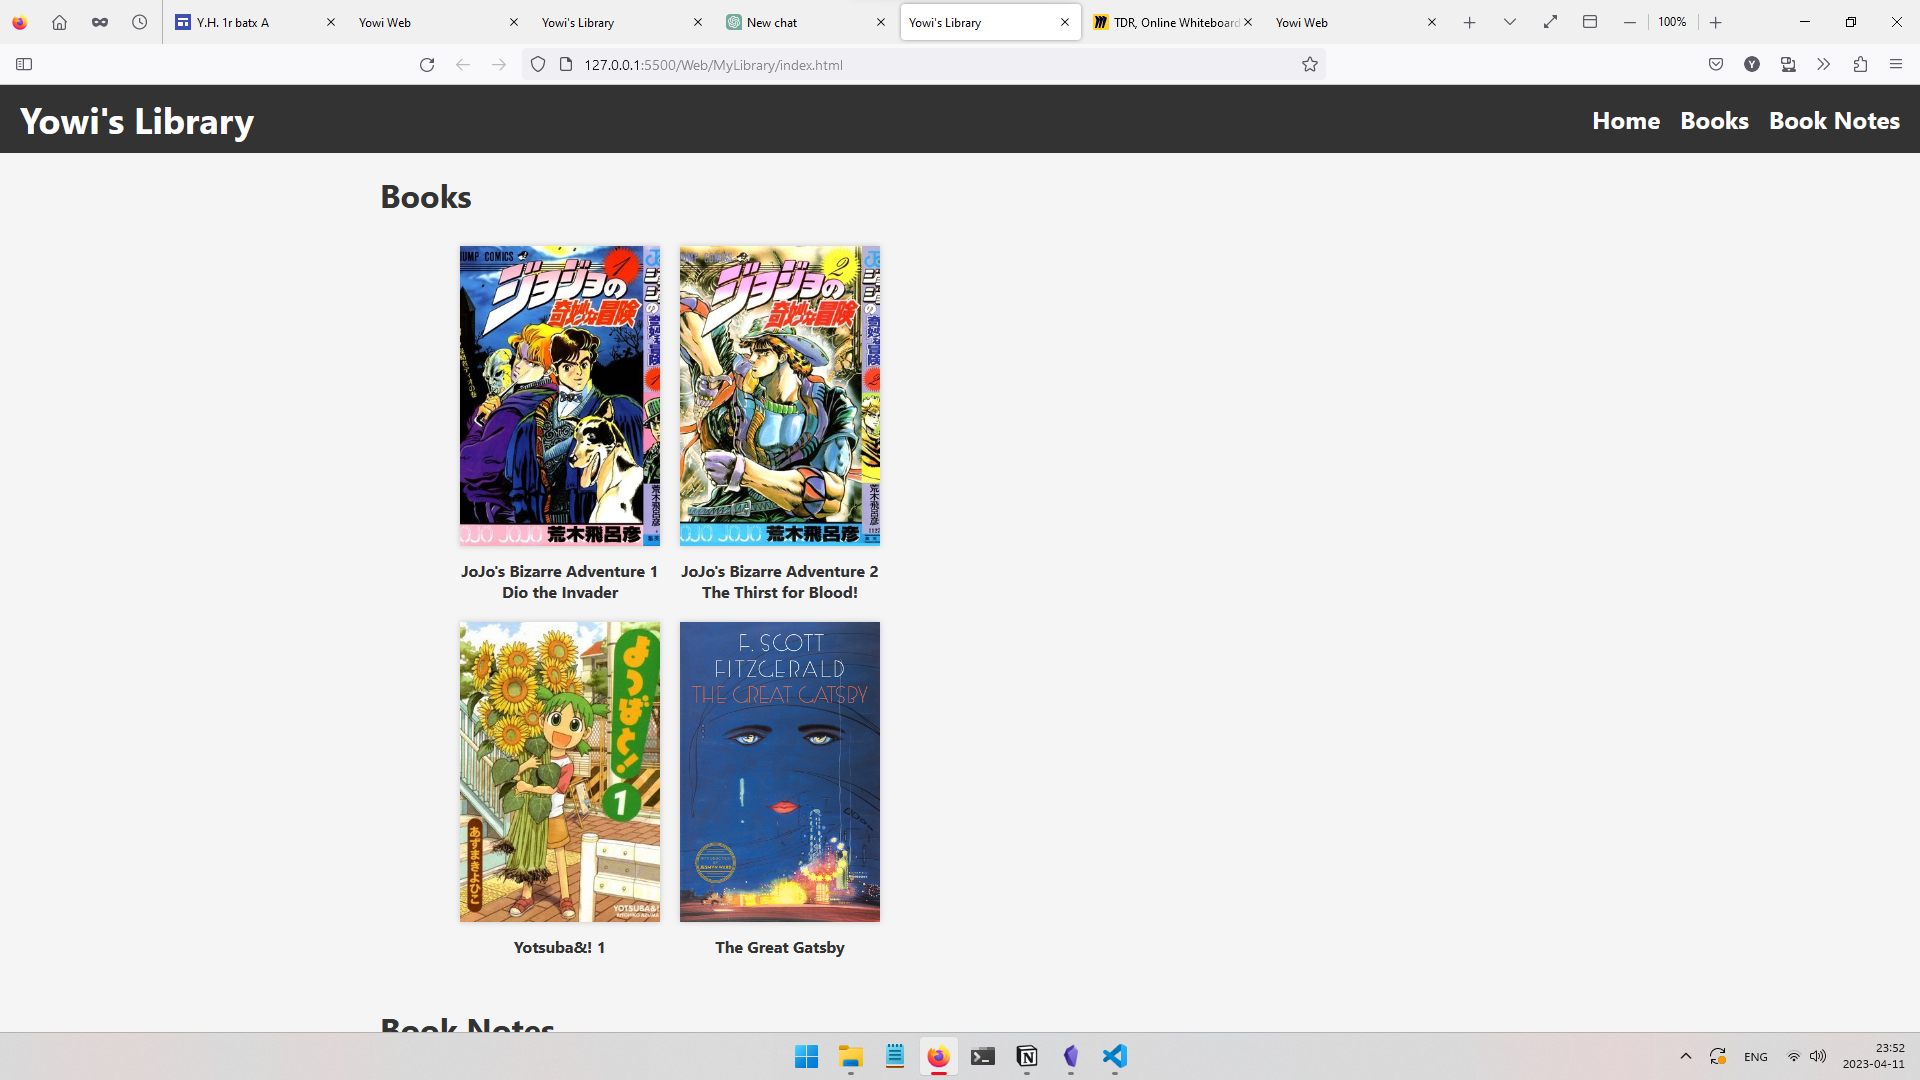 Y.H. 1r batx A
Yowi Web
Yowi's Library
New chat
Yowi's Library
TDR, Online Whiteboard
Yowi Web
100%
127.0.0.1:5500/Web/MyLibrary/index.html
Yowi's Library
Home
Books
Book Notes
Books
JUMP COMICS
ジョジョの
奇妙な冒険
1
荒木飛呂彦
ジョジョの
奇妙な冒険
2
荒木飛呂彦
JoJo's Bizarre Adventure 1
Dio the Invader
JoJo's Bizarre Adventure 2
The Thirst for Blood!
よつばと!
1
あずまきよひこ
YOTSUBA&!
F. SCOTT
FITZGERALD
THE GREAT GATSBY
Yotsuba&! 1
The Great Gatsby
Book Notes
ENG
23:52
2023-04-11